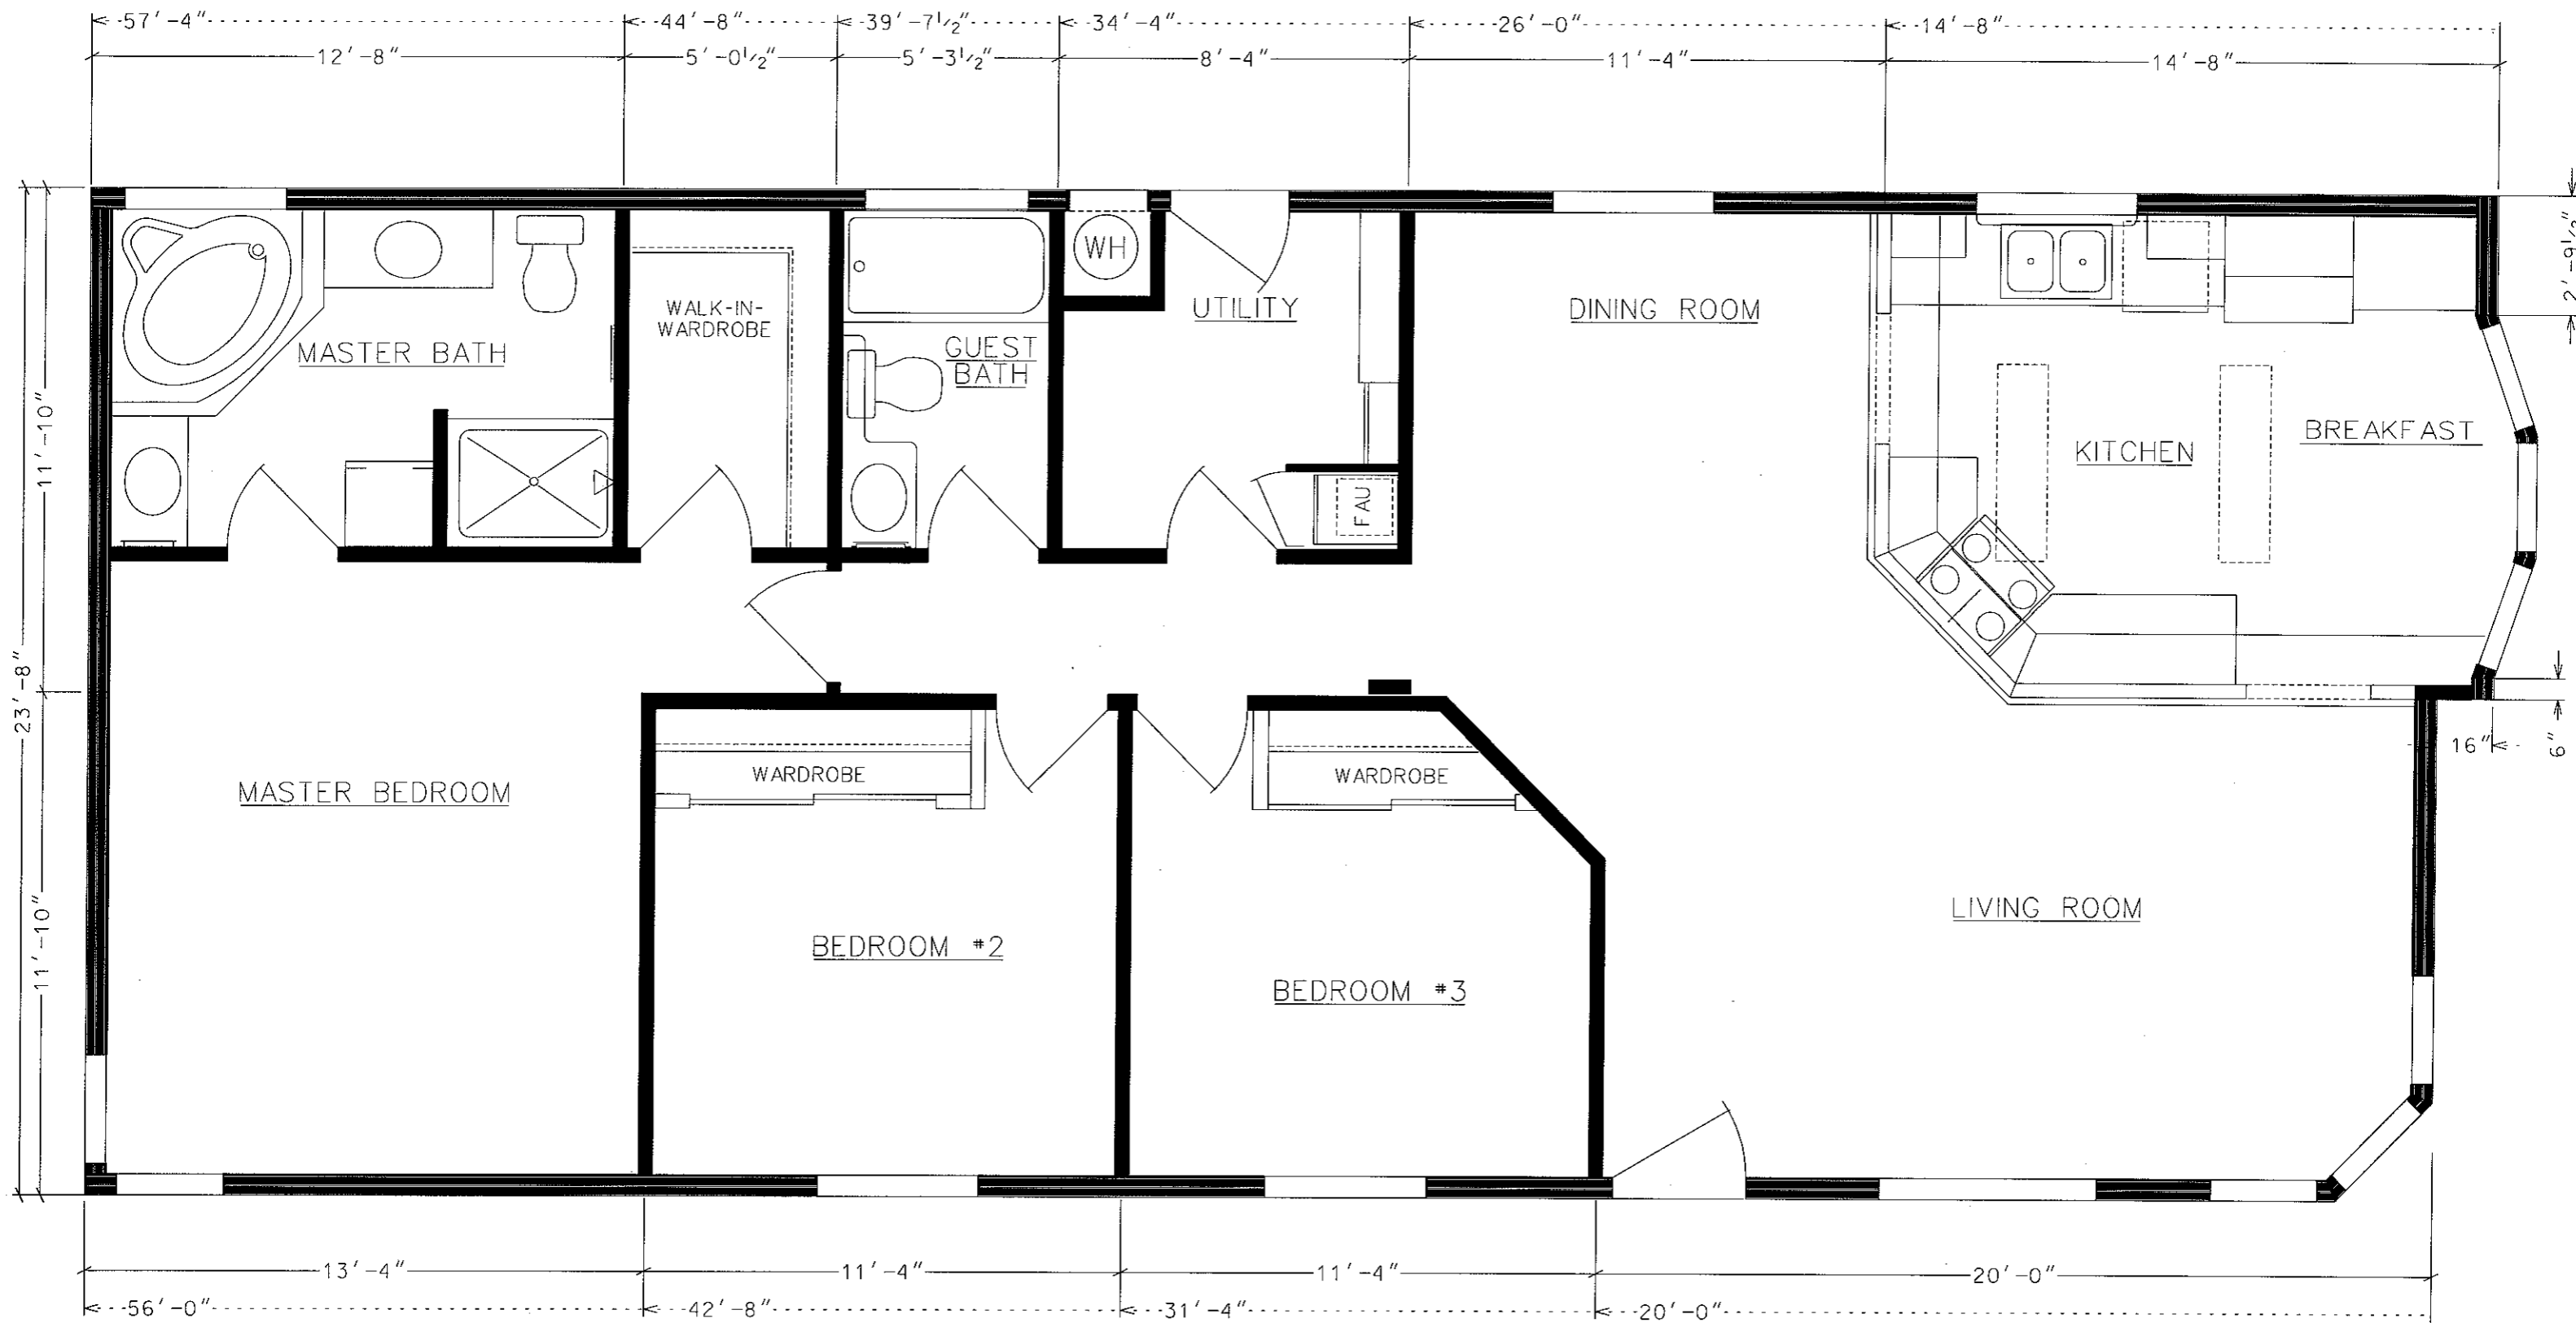 57'-4" 44'-8" 39'-7½" 34'-4" 26'-0" 14'-8"
12'-8" 5'-0½" 5'-3½" 8'-4" 11'-4" 14'-8"
2'-9½"
WH
WALK-IN-
WARDROBE
UTILITY
DINING ROOM
MASTER BATH
GUEST
BATH
11'-10"
BREAKFAST
KITCHEN
FAU
23'-8"
16"
6"
WARDROBE
WARDROBE
MASTER BEDROOM
LIVING ROOM
11'-10"
BEDROOM #2
BEDROOM #3
13'-4" 11'-4" 11'-4" 20'-0"
56'-0" 42'-8" 31'-4" 20'-0"